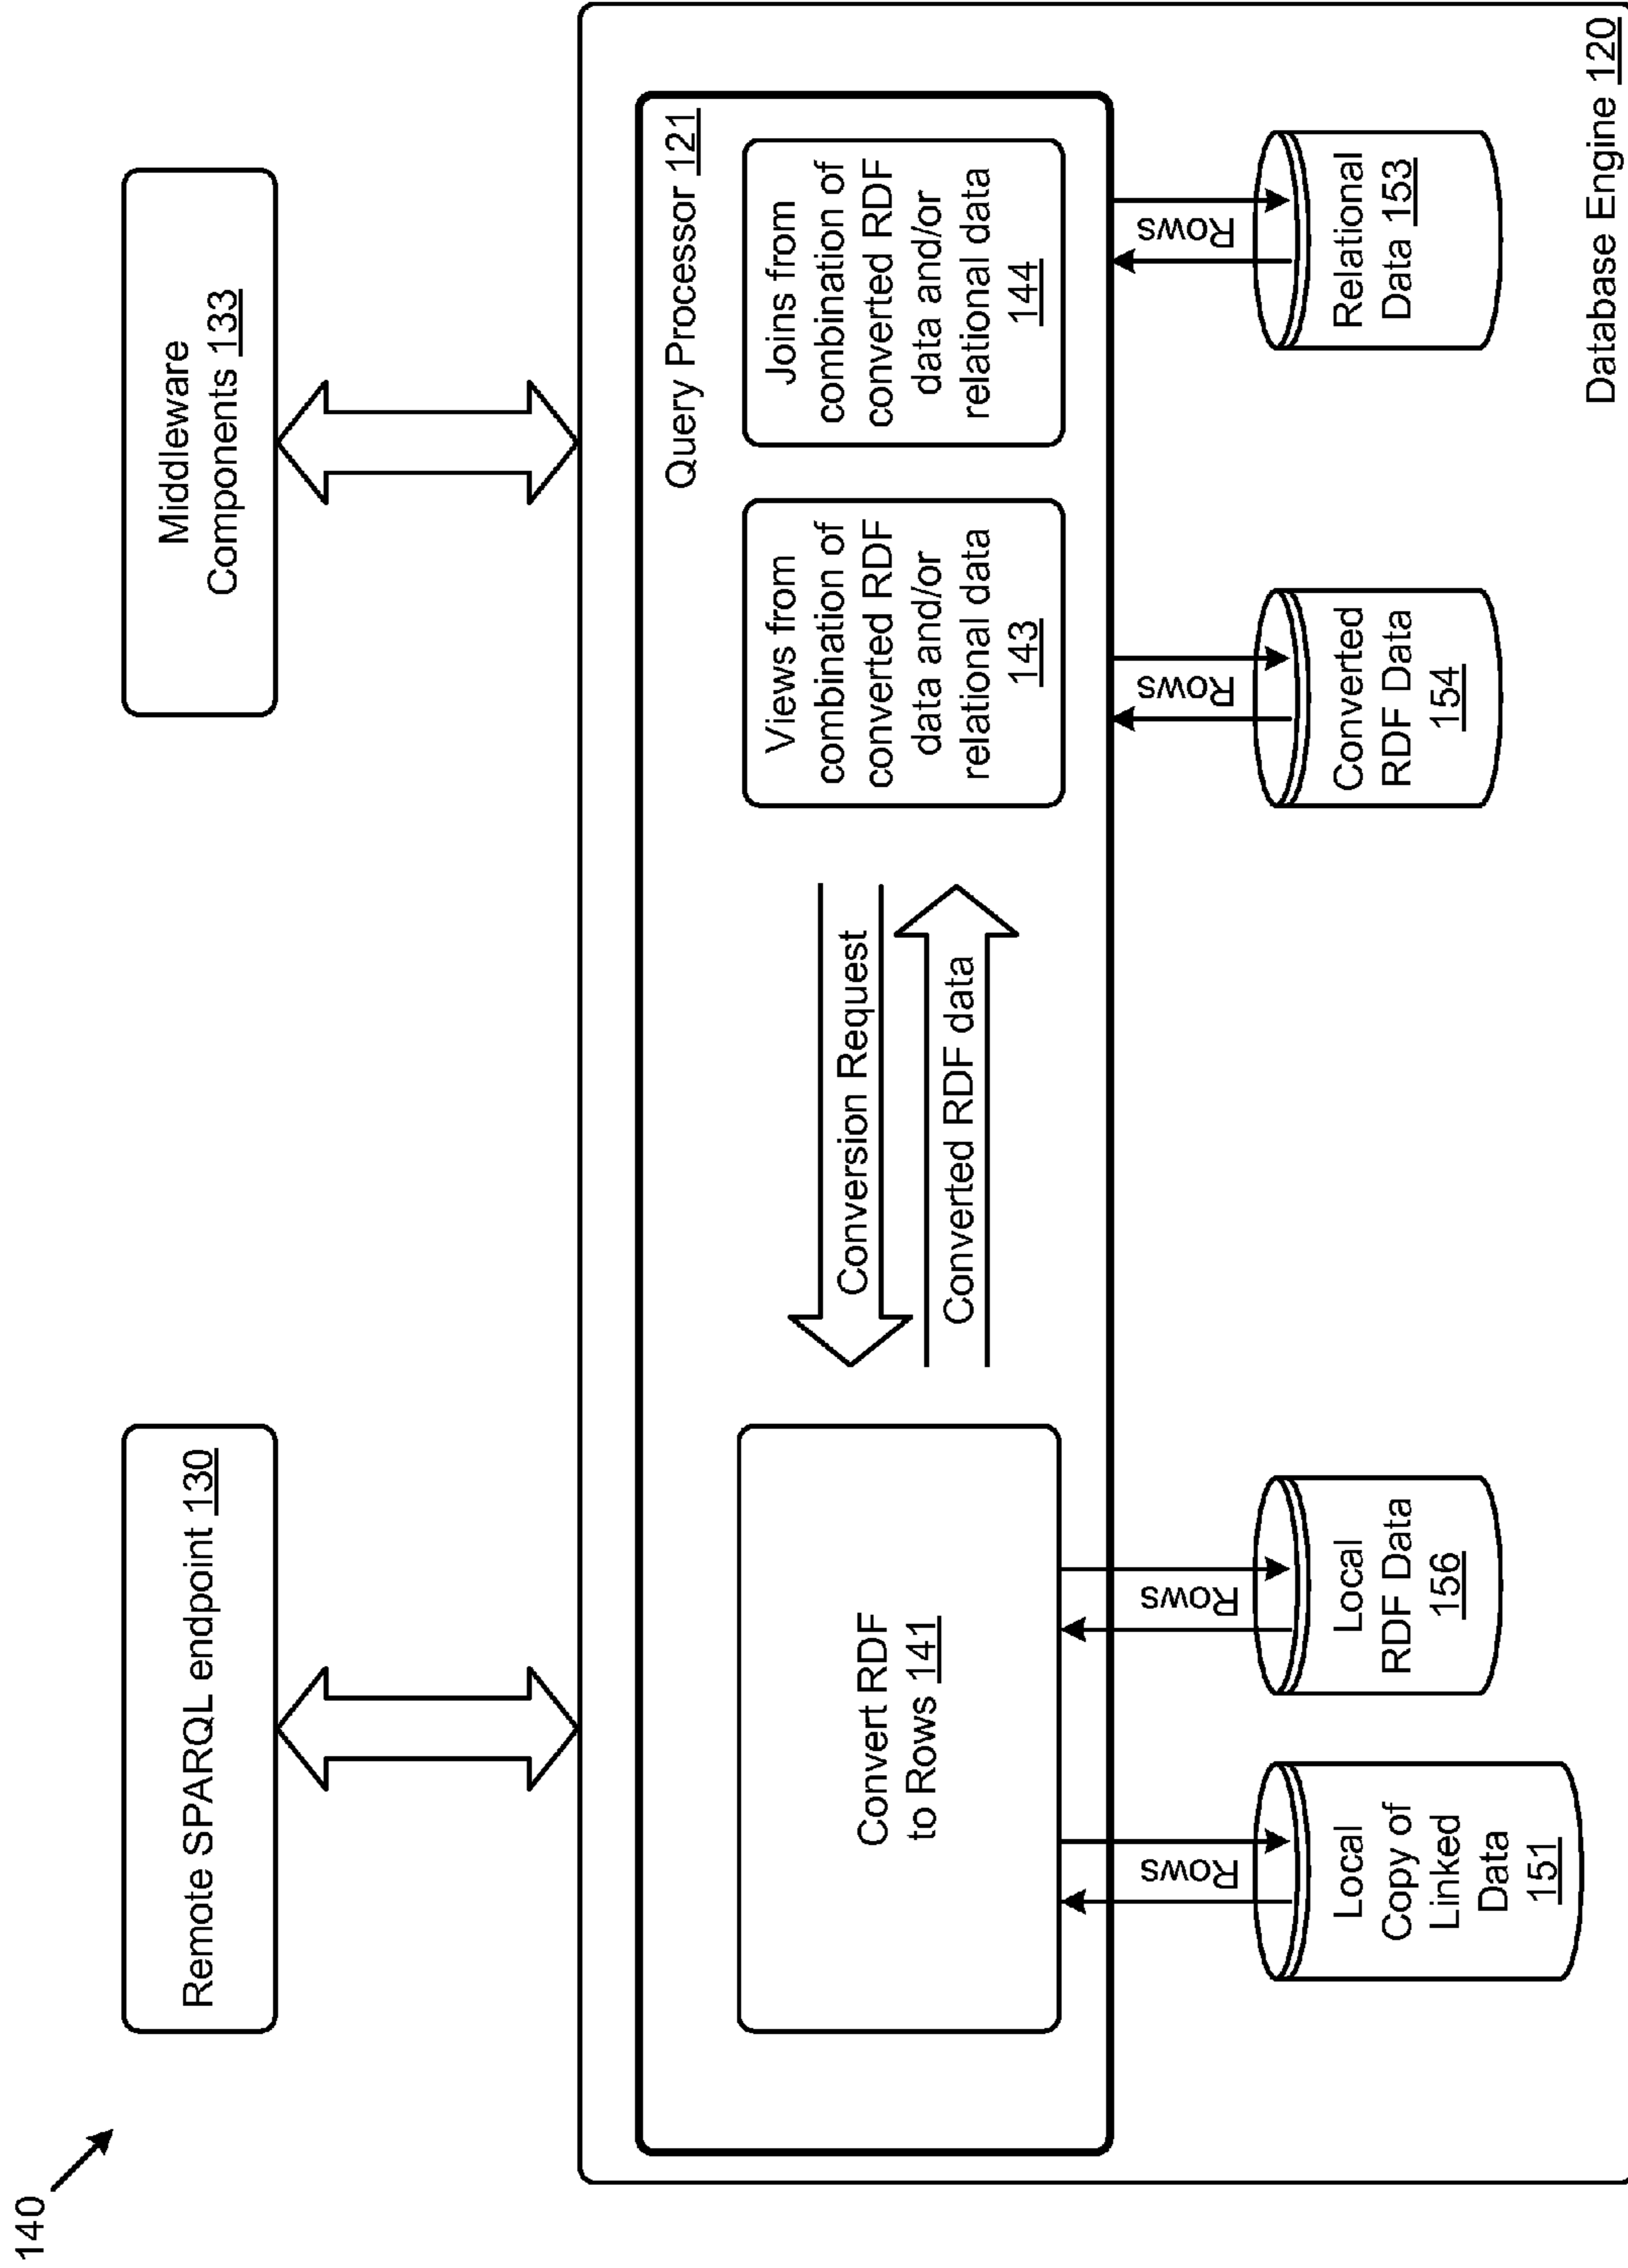 140
Remote SPARQL endpoint 130
Middleware
Components 133
Query Processor 121
Convert RDF
to Rows 141
Conversion Request
Converted RDF data
Views from
combination of
converted RDF
data and/or
relational data
143
Joins from
combination of
converted RDF
data and/or
relational data
144
Rows
Rows
Rows
Rows
Local
Copy of
Linked
Data
151
Local
RDF Data
156
Converted
RDF Data
154
Relational
Data 153
Database Engine 120